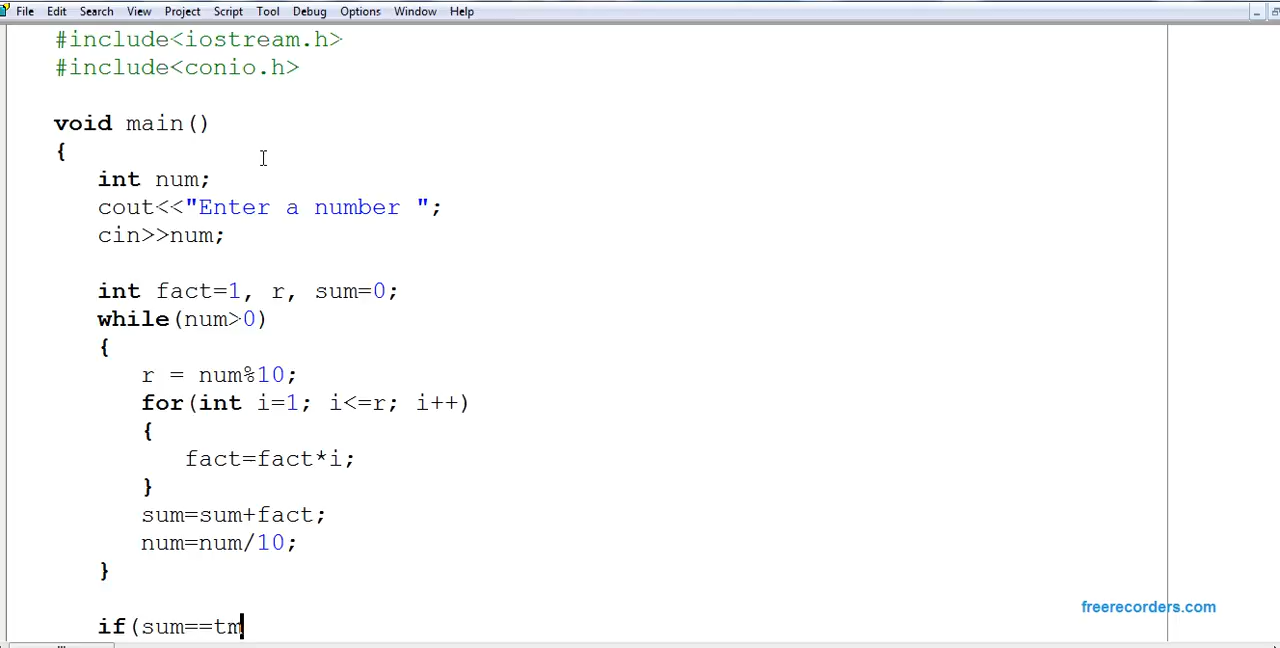 File Edit Search View Project Script Tool Debug Options Window Help
#include<iostream.h>
#include<conio.h>
void main()
{
int num;
cout<<"Enter a number ";
cin>>num;
int fact=1, r, sum=0;
while(num>0)
{
r = num%10;
for(int i=1; i<=r; i++)
{
fact=fact*i;
}
sum=sum+fact;
num=num/10;
}
if(sum==tm
freerecorders.com